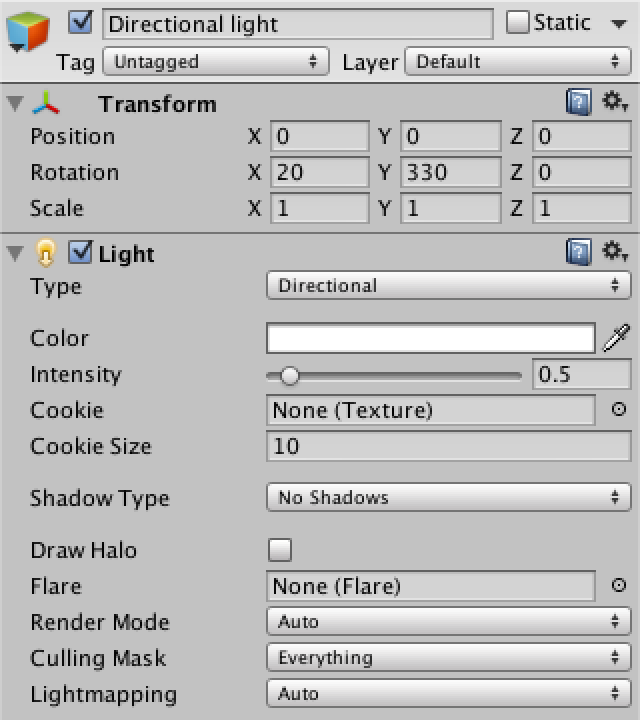 Directional light Static
Tag Untagged Layer Default
Transform
Position X 0 Y 0 Z 0
Rotation X 20 Y 330 Z 0
Scale X 1 Y 1 Z 1
Light
Type Directional
Color
Intensity 0.5
Cookie None (Texture)
Cookie Size 10
Shadow Type No Shadows
Draw Halo
Flare None (Flare)
Render Mode Auto
Culling Mask Everything
Lightmapping Auto